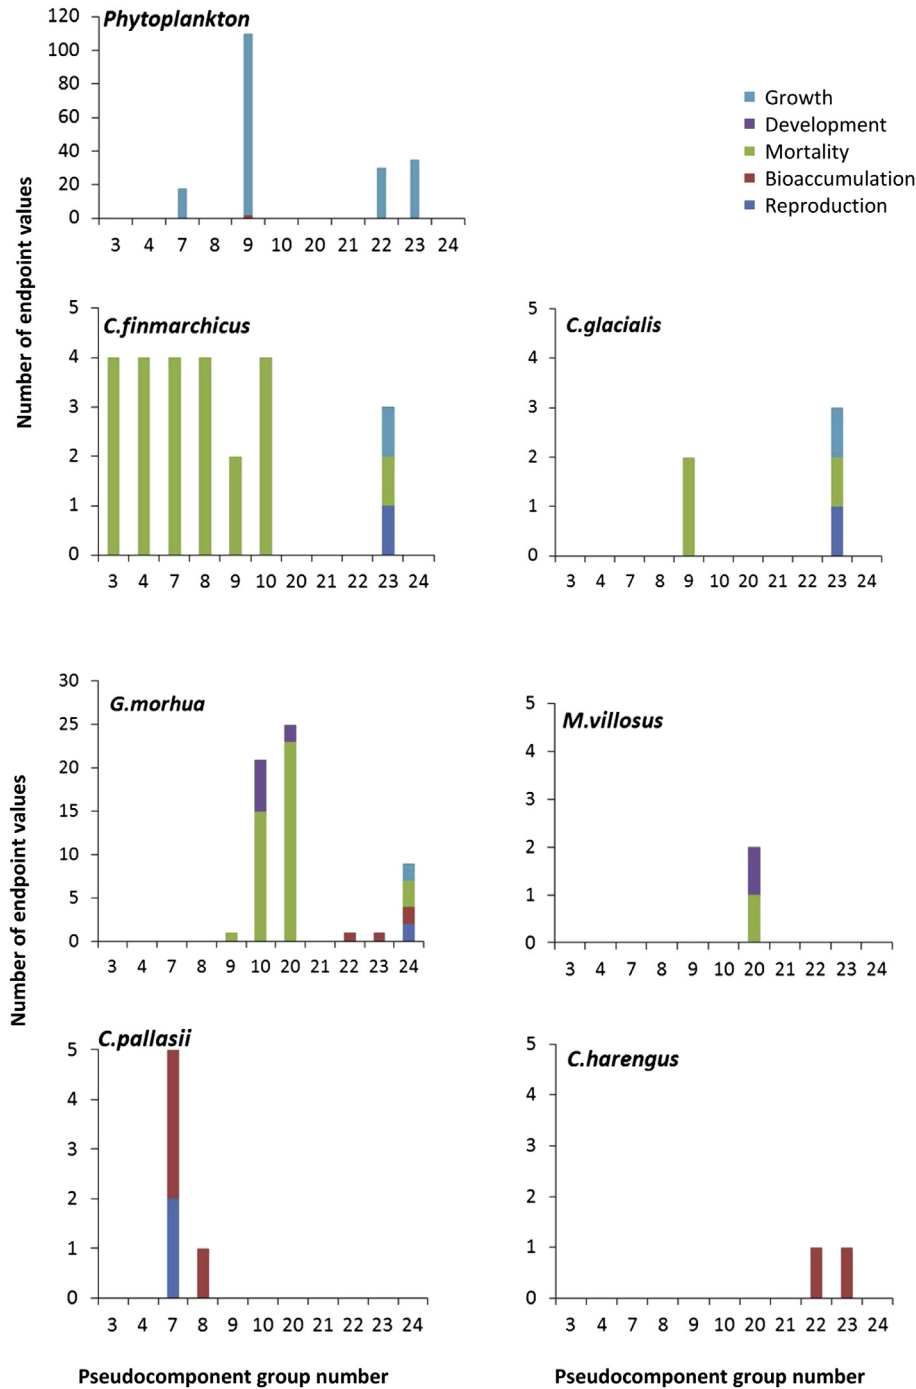 Phytoplankton
120
100
80
60
40
20
0
3 4 7 8 9 10 20 21 22 23 24
Growth
Development
Mortality
Bioaccumulation
Reproduction
Number of endpoint values
C.finmarchicus
5
4
3
2
1
0
3 4 7 8 9 10 20 21 22 23 24
C.glacialis
5
4
3
2
1
0
3 4 7 8 9 10 20 21 22 23 24
Number of endpoint values
G.morhua
30
25
20
15
10
5
0
3 4 7 8 9 10 20 21 22 23 24
M.villosus
5
4
3
2
1
0
3 4 7 8 9 10 20 21 22 23 24
C.pallasii
5
4
3
2
1
0
3 4 7 8 9 10 20 21 22 23 24
Pseudocomponent group number
C.harengus
5
4
3
2
1
0
3 4 7 8 9 10 20 21 22 23 24
Pseudocomponent group number